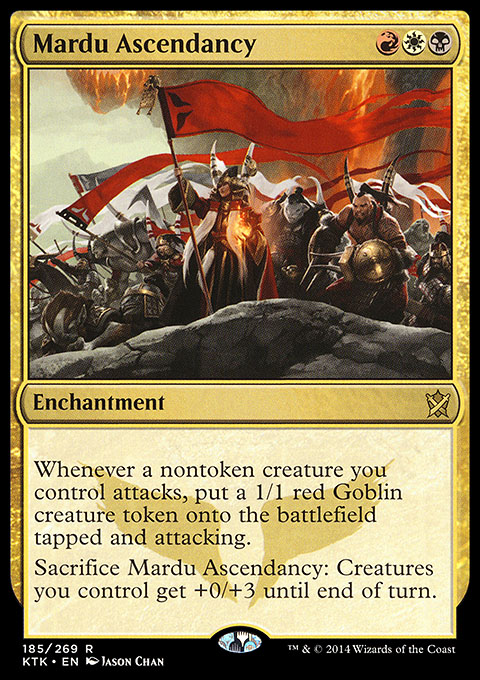 Mardu Ascendancy
Enchantment
Whenever a nontoken creature you
control attacks, put a 1/1 red Goblin
creature token onto the battlefield
tapped and attacking.
Sacrifice Mardu Ascendancy: Creatures
you control get +0/+3 until end of turn.
185/269 R
KTK • EN Jason Chan
™ & © 2014 Wizards of the Coast